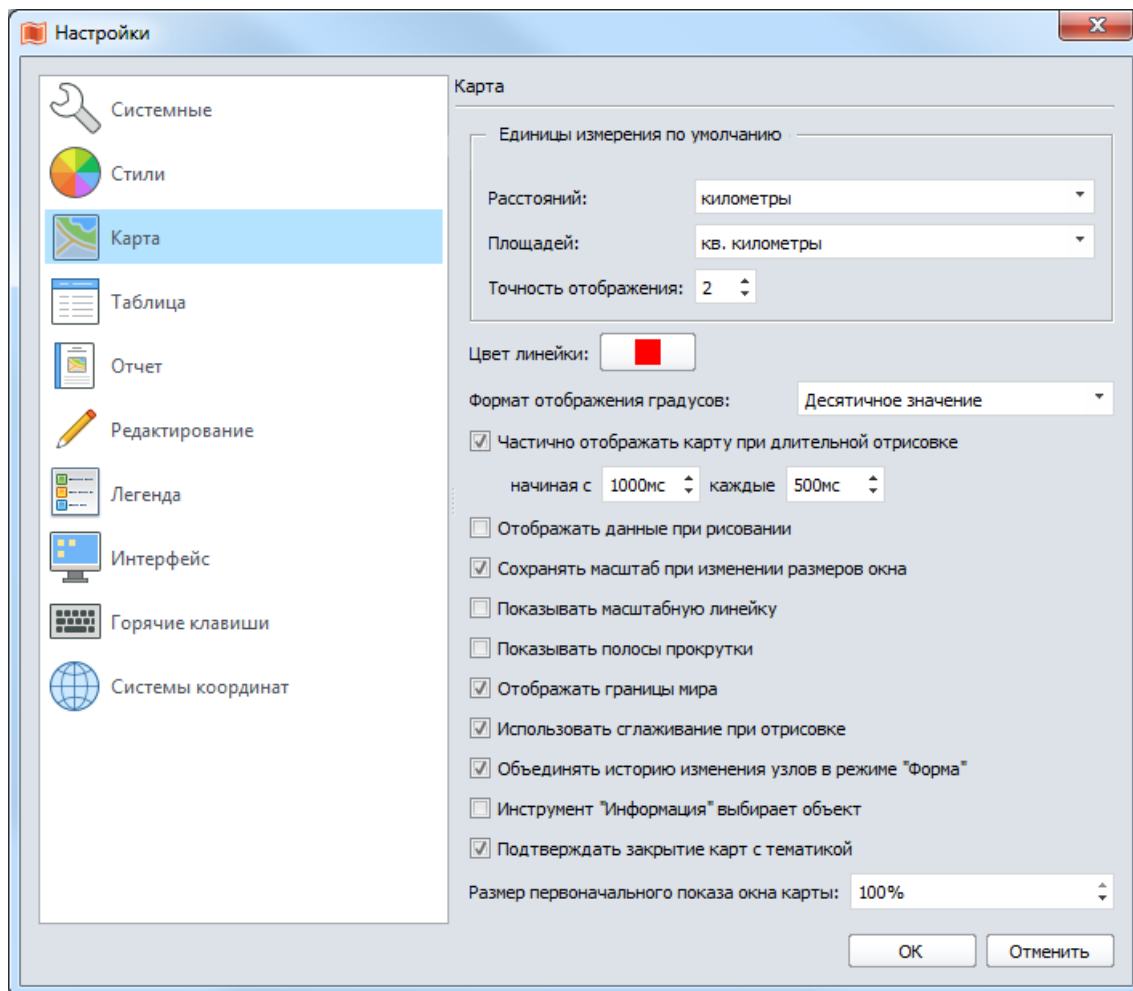 Настройки
Системные
Стили
Карта
Таблица
Отчет
Редактирование
Легенда
Интерфейс
Горячие клавиши
Системы координат
Карта
Единицы измерения по умолчанию
Расстояний: километры
Площадей: кв. километры
Точность отображения: 2
Цвет линейки:
Формат отображения градусов: Десятичное значение
Частично отображать карту при длительной отрисовке
начиная с 1000мс каждые 500мс
Отображать данные при рисовании
Сохранять масштаб при изменении размеров окна
Показывать масштабную линейку
Показывать полосы прокрутки
Отображать границы мира
Использовать сглаживание при отрисовке
Объединять историю изменения узлов в режиме "Форма"
Инструмент "Информация" выбирает объект
Подтверждать закрытие карт с тематикой
Размер первоначального показа окна карты: 100%
ОК Отменить